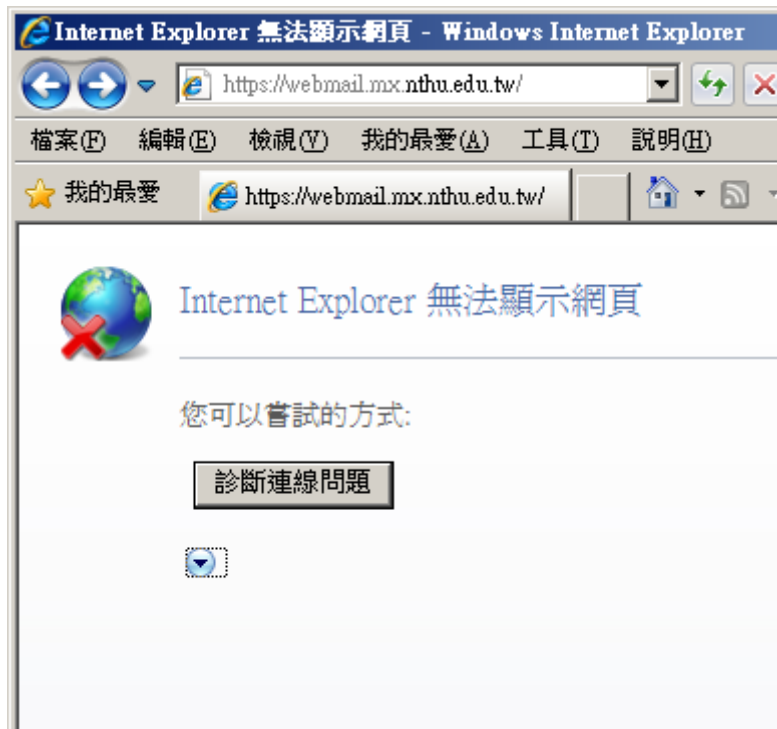 Internet Explorer 無法顯示網頁 - Windows Internet Explorer
https://webmail.mx.nthu.edu.tw/
檔案(F) 編輯(E) 檢視(V) 我的最愛(A) 工具(T) 說明(H)
我的最愛 https://webmail.mx.nthu.edu.tw/
Internet Explorer 無法顯示網頁
您可以嘗試的方式:
診斷連線問題